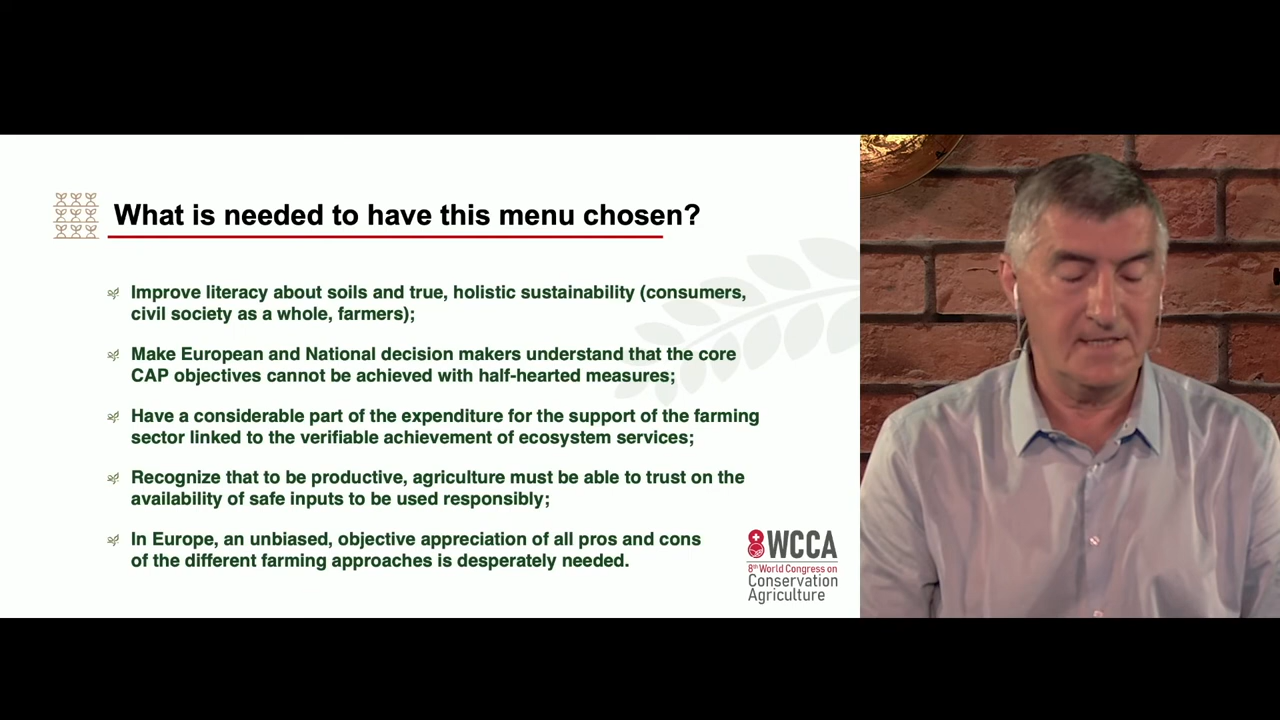 What is needed to have this menu chosen?
Improve literacy about soils and true, holistic sustainability (consumers,
civil society as a whole, farmers);
Make European and National decision makers understand that the core
CAP objectives cannot be achieved with half-hearted measures;
Have a considerable part of the expenditure for the support of the farming
sector linked to the verifiable achievement of ecosystem services;
Recognize that to be productive, agriculture must be able to trust on the
availability of safe inputs to be used responsibly;
In Europe, an unbiased, objective appreciation of all pros and cons
of the different farming approaches is desperately needed.
8 WCCA
8th World Congress on
Conservation
Agriculture